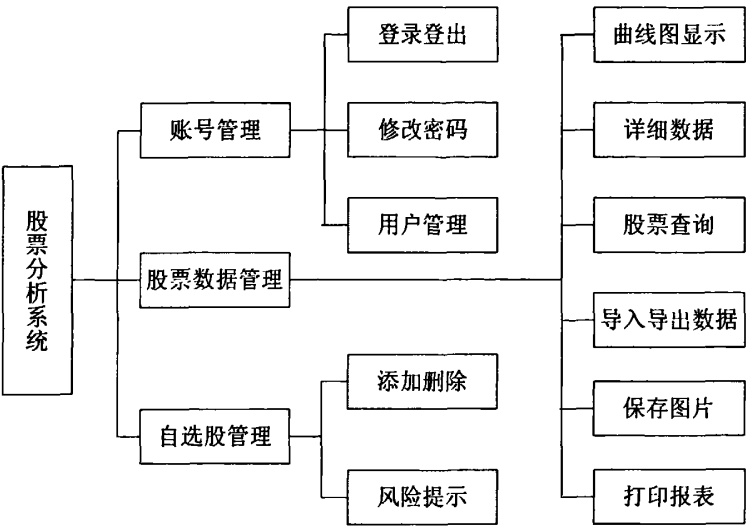 股票分析系统
账号管理
登录登出
修改密码
用户管理
股票数据管理
曲线图显示
详细数据
股票查询
导入导出数据
保存图片
打印报表
自选股管理
添加删除
风险提示